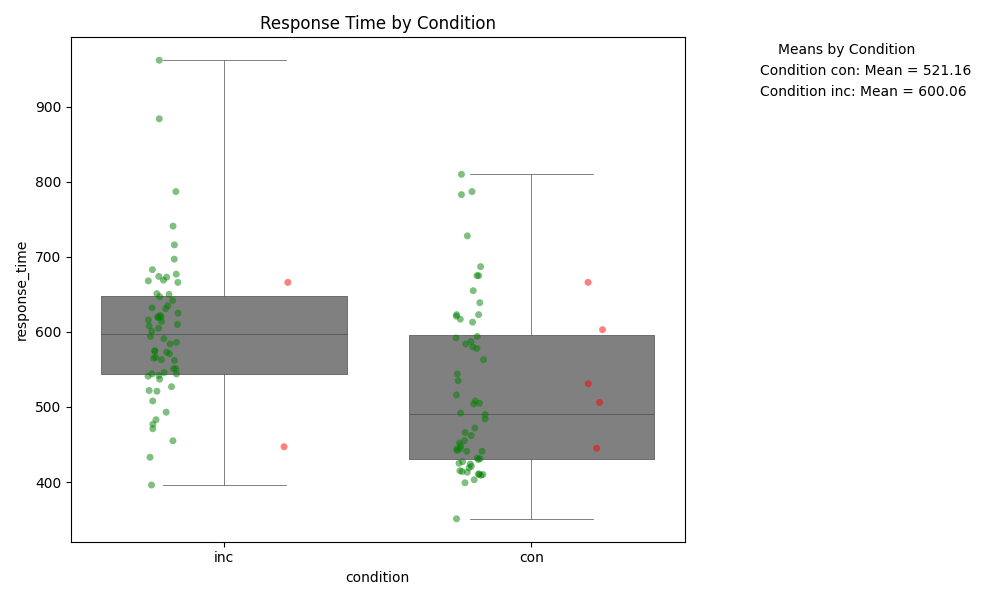 Response Time by Condition
Means by Condition
Condition con: Mean = 521.16
Condition inc: Mean = 600.06
response_time
900
800
700
600
500
400
inc
con
condition